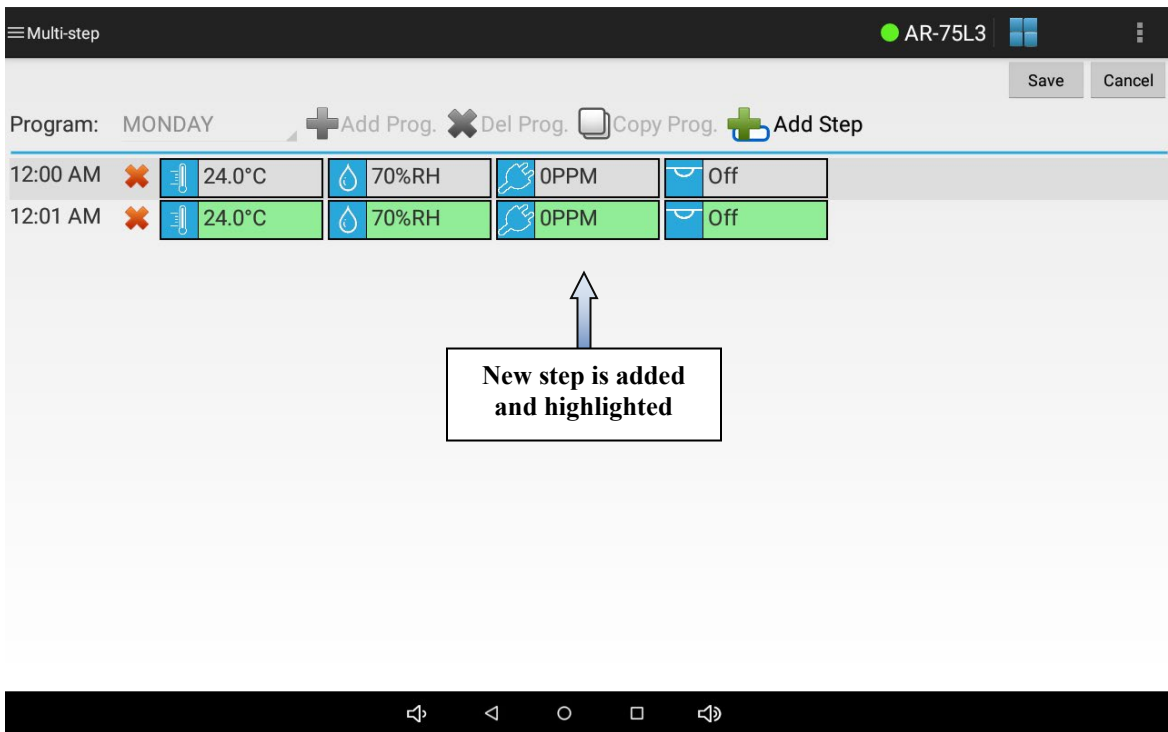 Multi-step AR-75L3
Save Cancel
Program: MONDAY Add Prog. Del Prog. Copy Prog. Add Step
12:00 AM 24.0°C 70%RH 0PPM Off
12:01 AM 24.0°C 70%RH 0PPM Off
New step is added
and highlighted